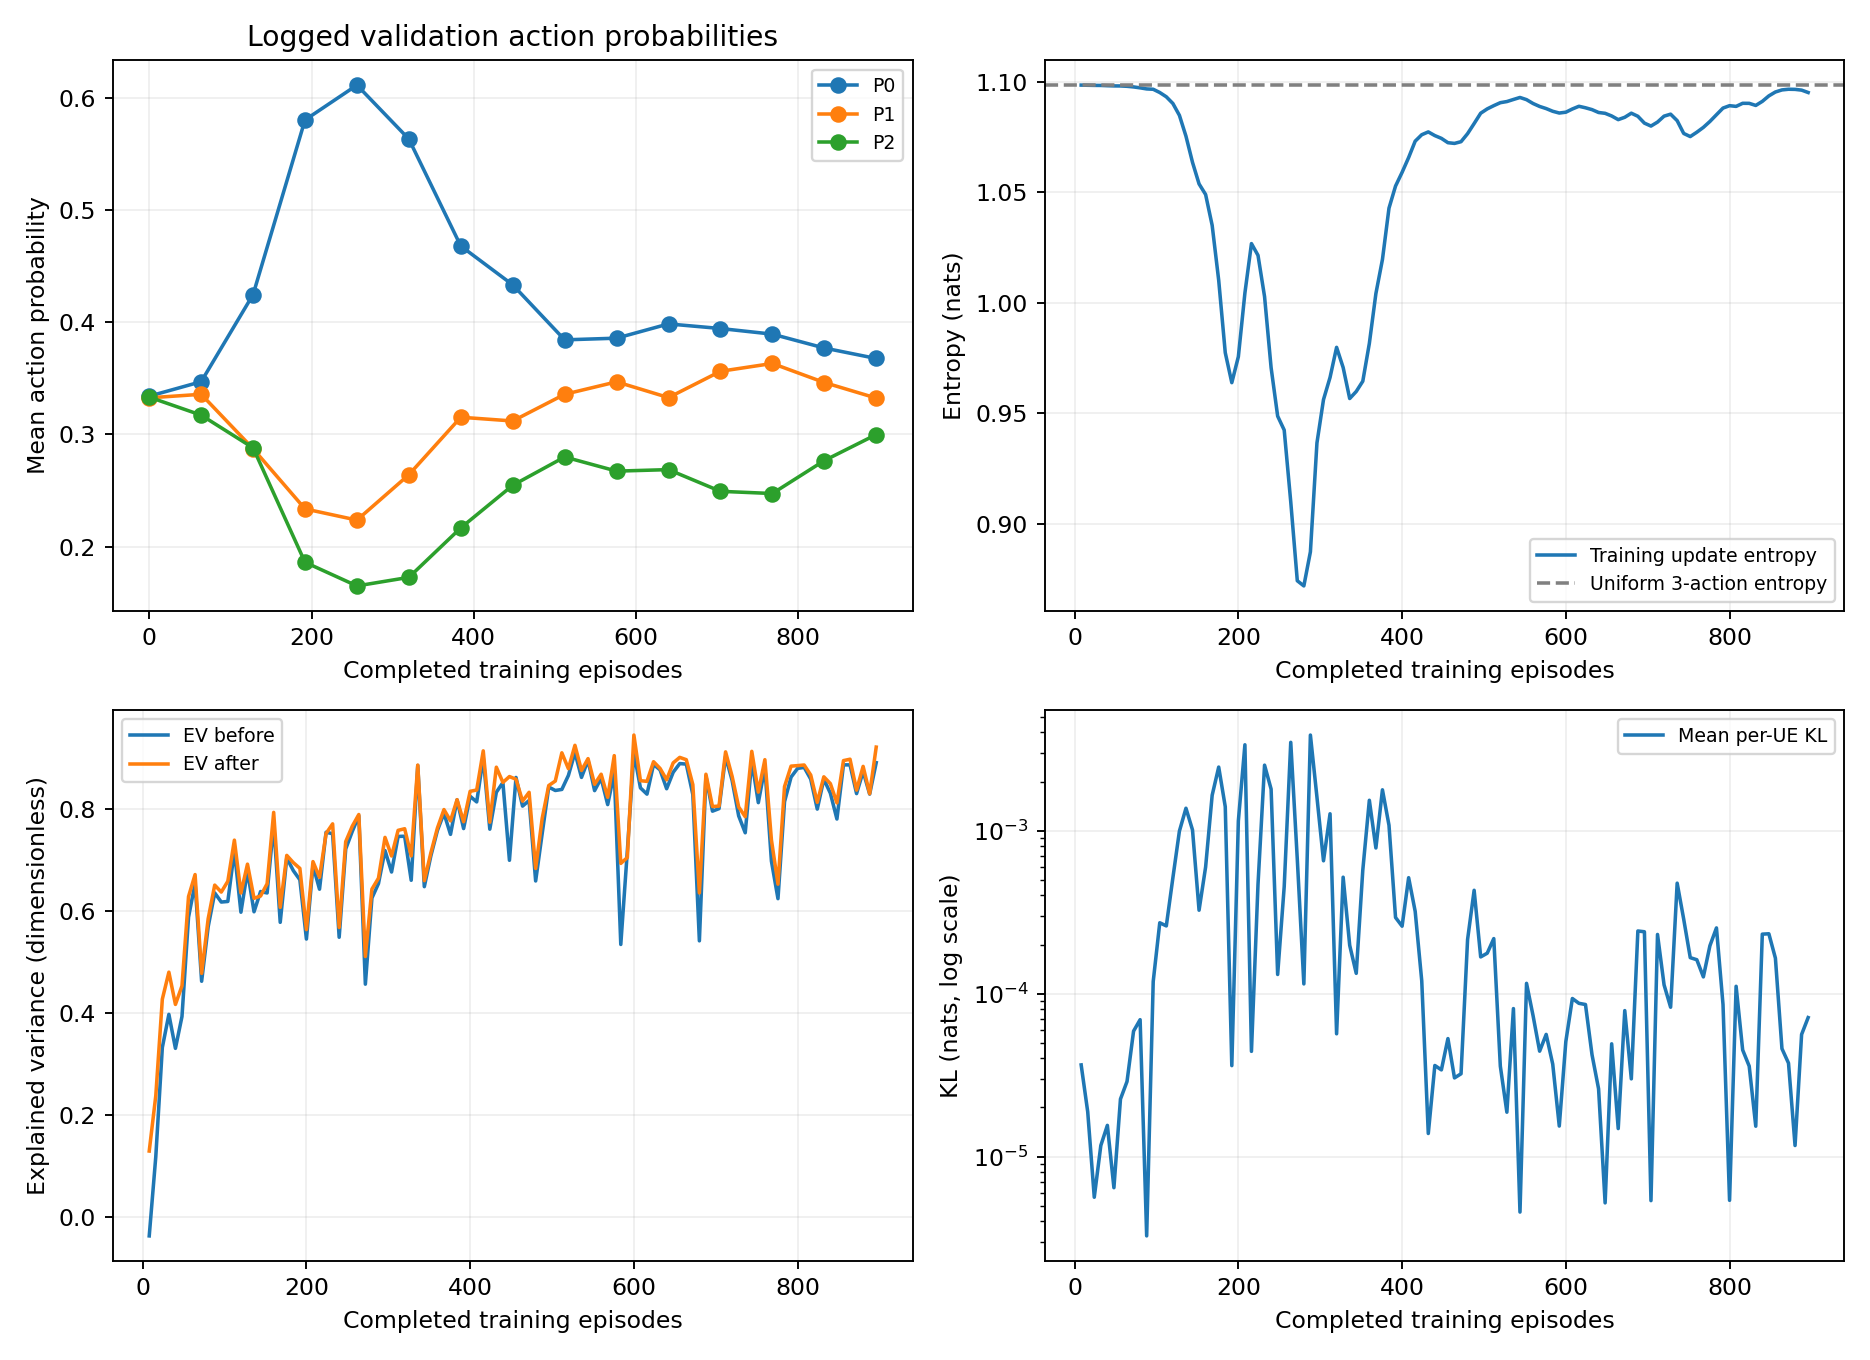 Logged validation action probabilities
Mean action probability
0.6
0.5
0.4
0.3
0.2
P0
P1
P2
0
200
400
600
800
Completed training episodes
Entropy (nats)
1.10
1.05
1.00
0.95
0.90
Training update entropy
Uniform 3-action entropy
0
200
400
600
800
Completed training episodes
Explained variance (dimensionless)
0.8
0.6
0.4
0.2
0.0
EV before
EV after
0
200
400
600
800
Completed training episodes
KL (nats, log scale)
10⁻³
10⁻⁴
10⁻⁵
Mean per-UE KL
0
200
400
600
800
Completed training episodes